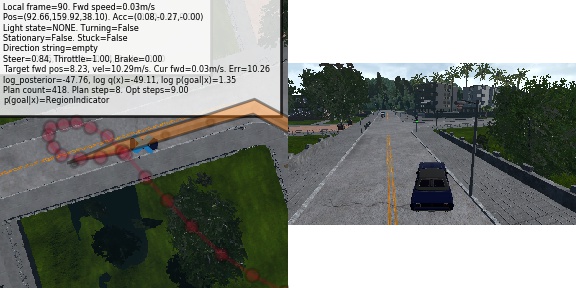 Local frame=90. Fwd speed=0.03m/s
Pos=(92.66,159.92,38.10). Acc=(0.08,-0.27,-0.00)
Light state=NONE. Turning=False
Stationary=False. Stuck=False
Direction string=empty
Steer=0.84, Throttle=1.00, Brake=0.00
Target fwd pos=8.23, vel=10.29m/s. Cur fwd=0.03m/s. Err=10.26
log_posterior=-47.76, log q(x)=-49.11, log p(goal|x)=1.35
Plan count=418. Plan step=8. Opt steps=9.00
p(goal|x)=RegionIndicator